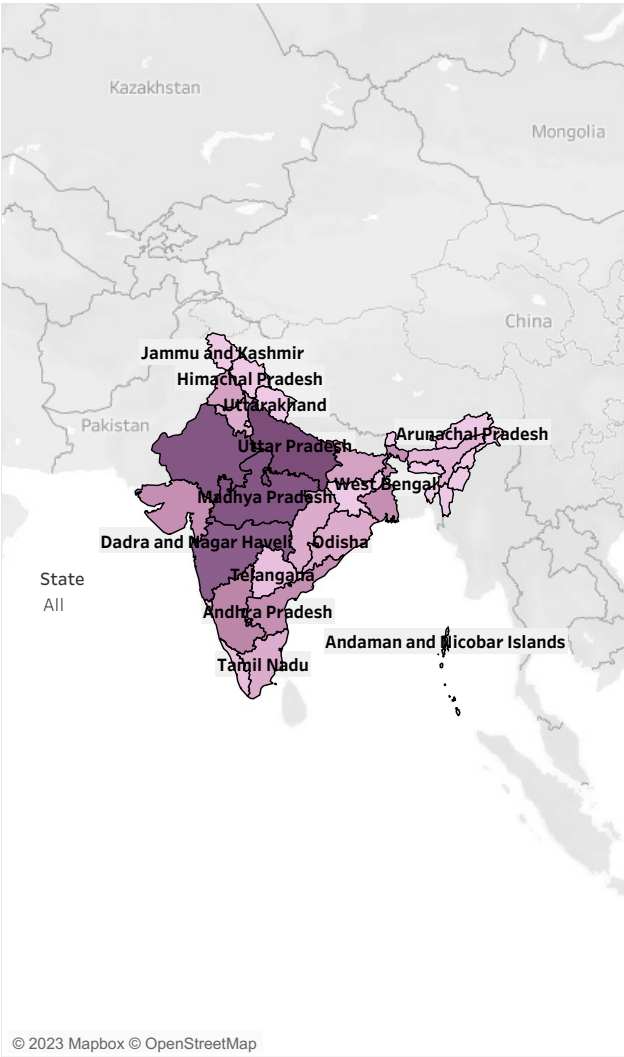 Kazakhstan
Mongolia
China
Jammu and Kashmir
Himachal Pradesh
Uttarakhand
Pakistan
Arunachal Pradesh
Uttar Pradesh
West Bengal
Madhya Pradesh
Dadra and Nagar Haveli
Odisha
State
All
Telangana
Andhra Pradesh
Andaman and Nicobar Islands
Tamil Nadu
© 2023 Mapbox © OpenStreetMap